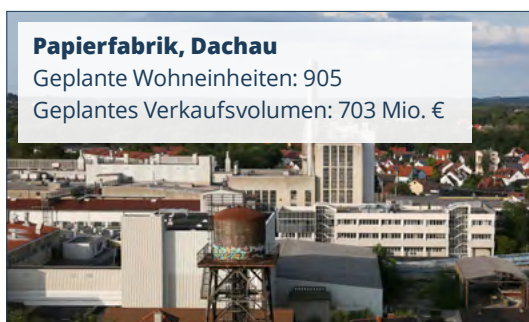 Papierfabrik, Dachau
Geplante Wohneinheiten: 905
Geplantes Verkaufsvolumen: 703 Mio. €